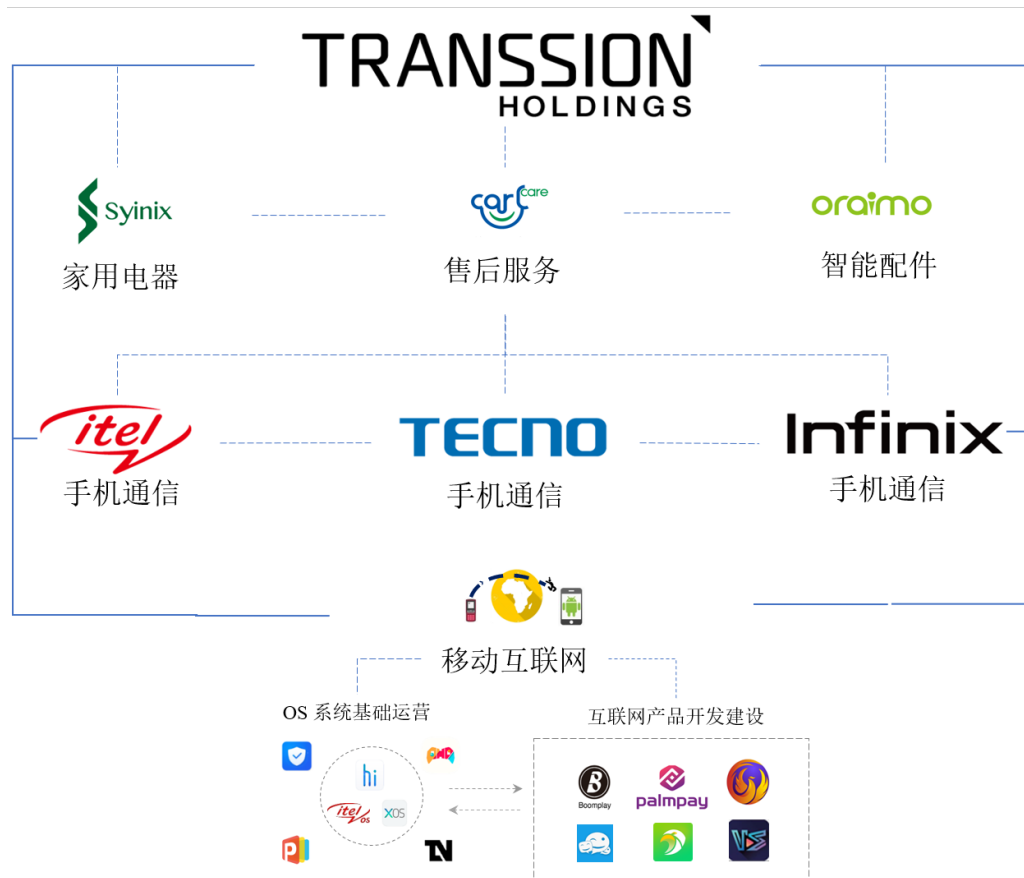 TRANSSION
HOLDINGS
Syinix
carlcare
oraimo
家用电器
售后服务
智能配件
itel
TECNO
Infinix
手机通信
手机通信
手机通信
移动互联网
OS 系统基础运营
互联网产品开发建设
hi
itel OS
XOS
P
TN
B
Boomplay
palmpay
VS